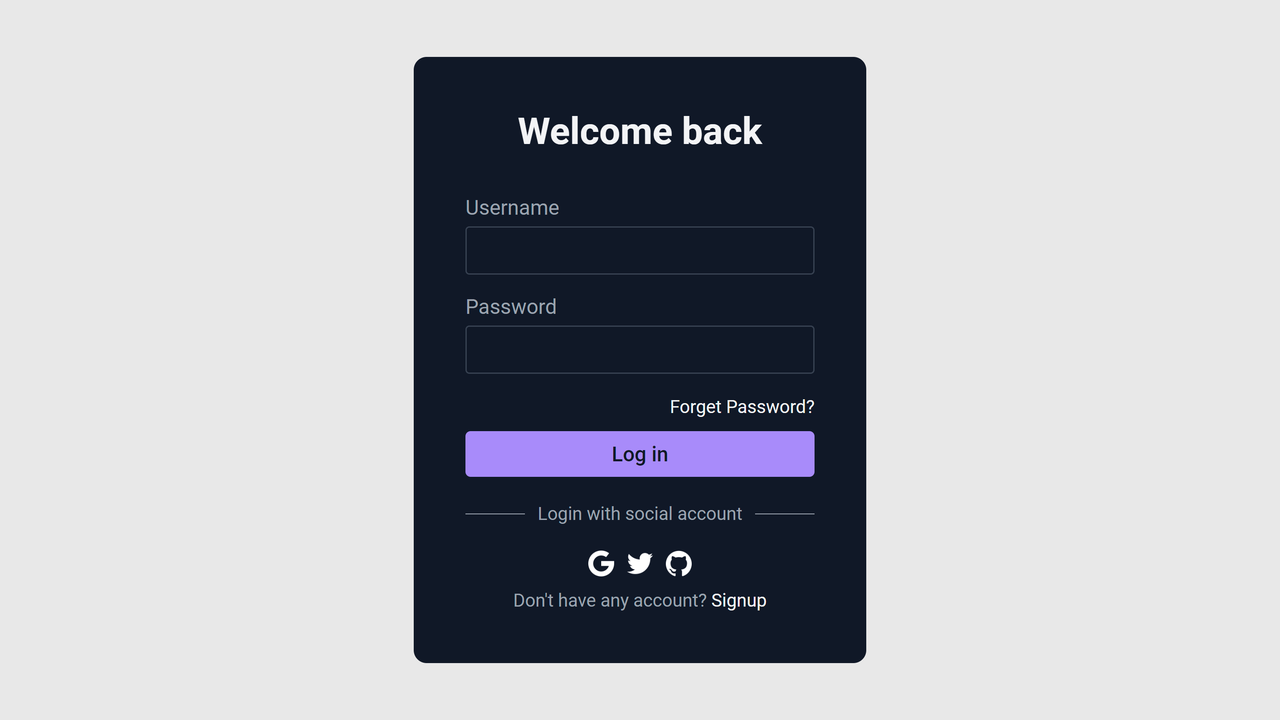 Welcome back
Username
Password
Forget Password?
Log in
Login with social account
Don't have any account? Signup